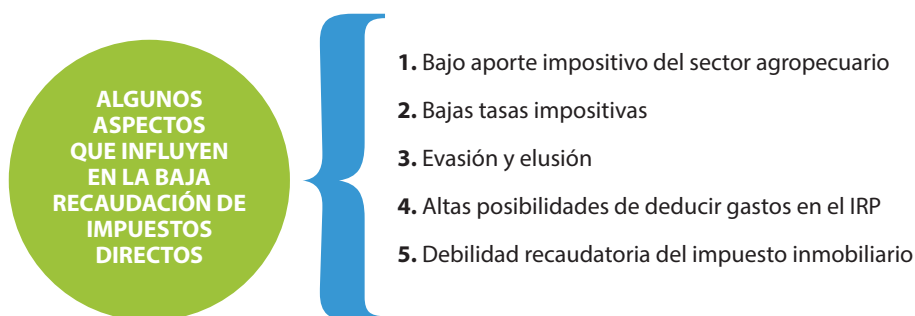 ALGUNOS
ASPECTOS
QUE INFLUYEN
EN LA BAJA
RECAUDACIÓN DE
IMPUESTOS
DIRECTOS
1. Bajo aporte impositivo del sector agropecuario
2. Bajas tasas impositivas
3. Evasión y elusión
4. Altas posibilidades de deducir gastos en el IRP
5. Debilidad recaudatoria del impuesto inmobiliario